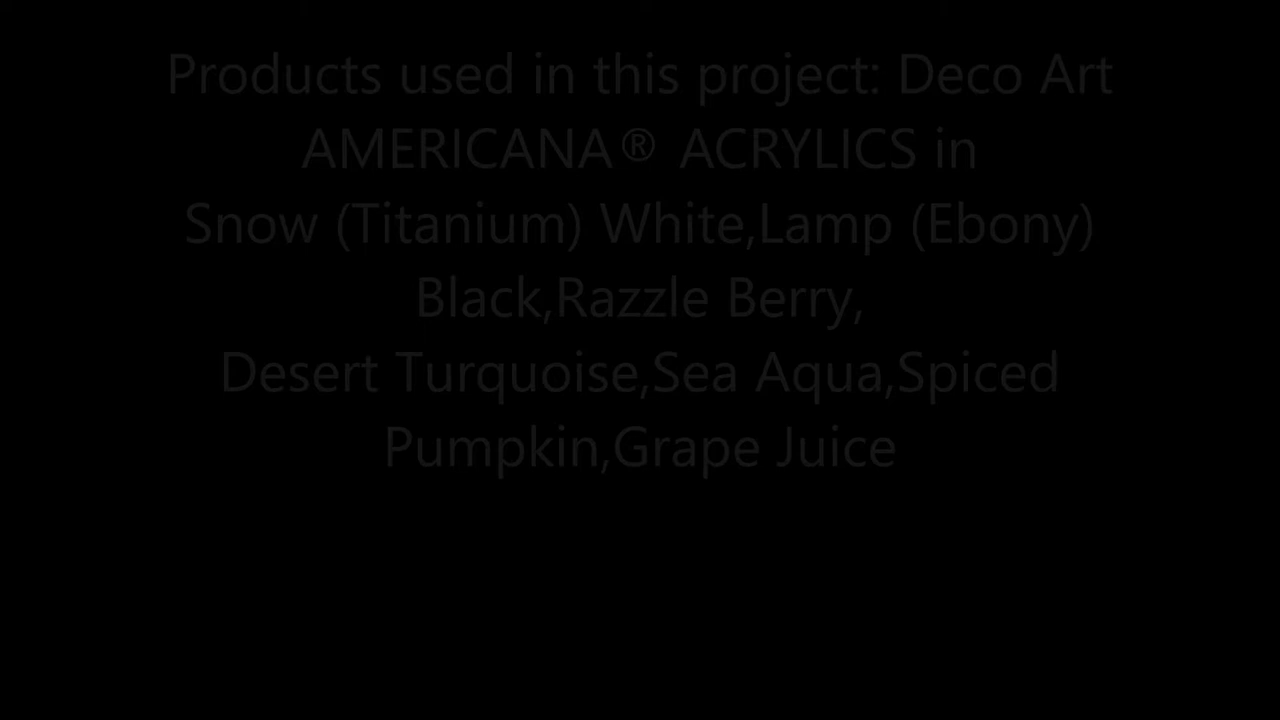 Products used in this project: Deco Art
AMERICANA® ACRYLICS in
Snow (Titanium) White,Lamp (Ebony)
Black,Razzle Berry,
Desert Turquoise,Sea Aqua,Spiced
Pumpkin,Grape Juice